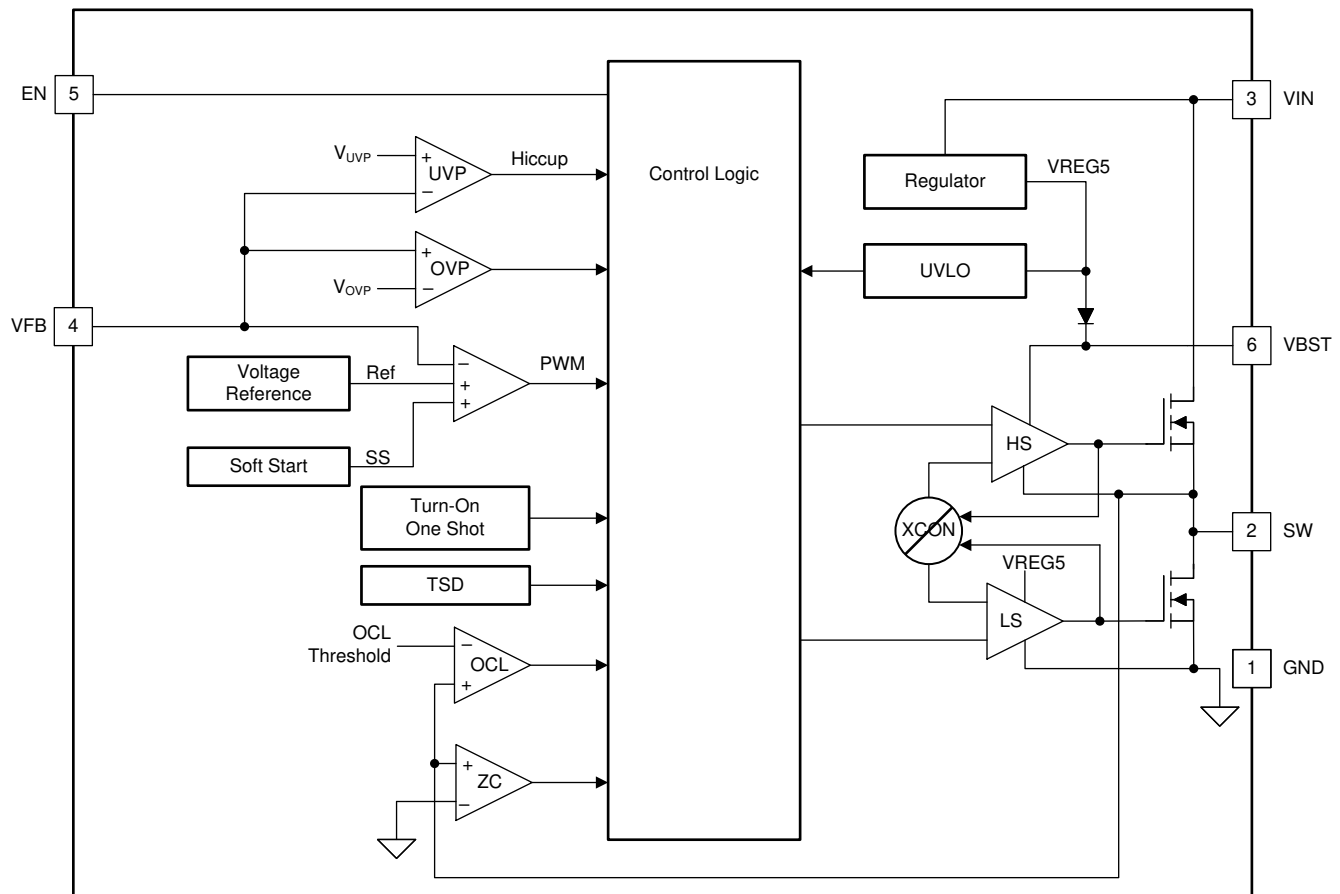 EN
5
V_UVP
+
UVP
−
Hiccup
+
OVP
−
V_OVP
VFB
4
Voltage
Reference
Ref
−
+
+
PWM
Soft Start
SS
Turn-On
One Shot
TSD
OCL
Threshold
−
OCL
+
+
ZC
−
Control Logic
3
VIN
Regulator
VREG5
UVLO
6
VBST
HS
XCON
2
SW
VREG5
LS
1
GND